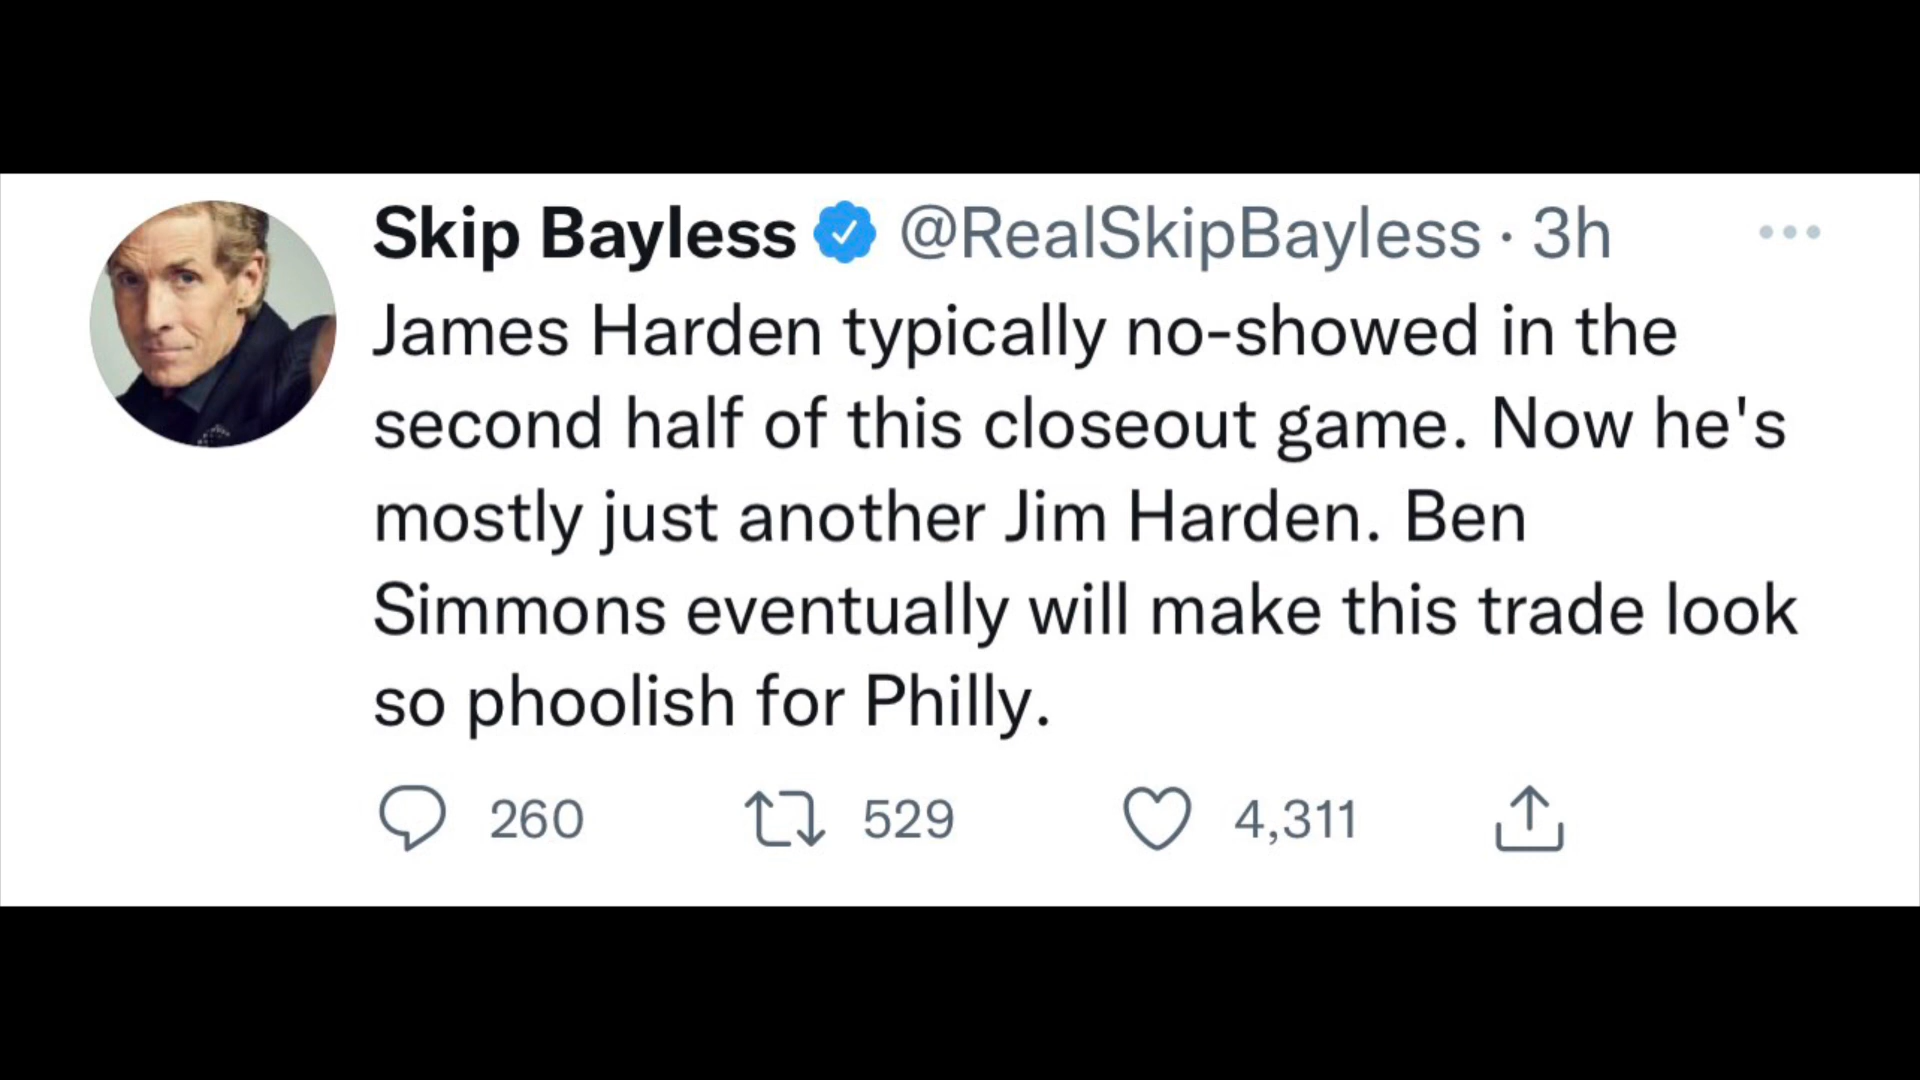 Skip Bayless @RealSkipBayless · 3h
James Harden typically no-showed in the
second half of this closeout game. Now he's
mostly just another Jim Harden. Ben
Simmons eventually will make this trade look
so phoolish for Philly.
260 529 4,311